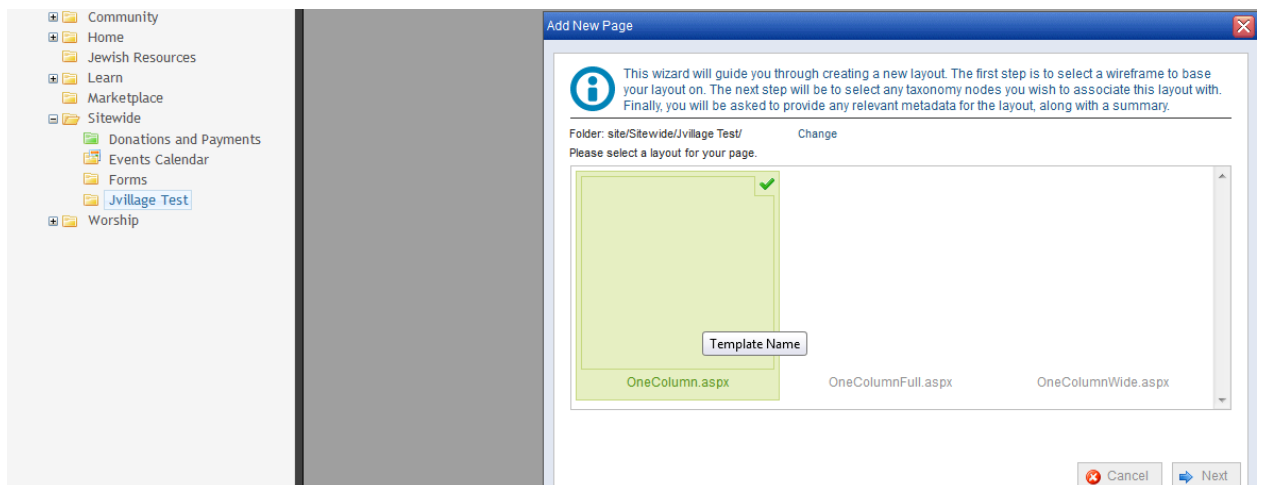 Community
Home
Jewish Resources
Learn
Marketplace
Sitewide
Donations and Payments
Events Calendar
Forms
Jvillage Test
Worship
Add New Page
This wizard will guide you through creating a new layout. The first step is to select a wireframe to base
your layout on. The next step will be to select any taxonomy nodes you wish to associate this layout with.
Finally, you will be asked to provide any relevant metadata for the layout, along with a summary.
Folder: site/Sitewide/Jvillage Test/ Change
Please select a layout for your page.
Template Name
OneColumn.aspx OneColumnFull.aspx OneColumnWide.aspx
Cancel Next